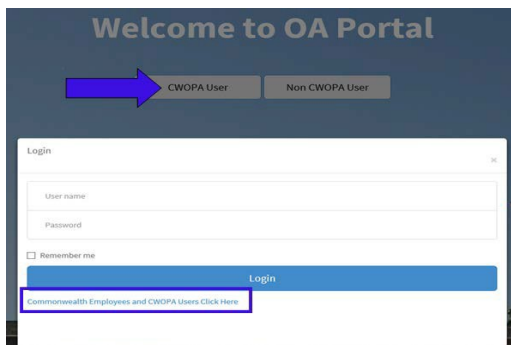 Welcome to OA Portal
CWOPA User Non CWOPA User
Login ×
User name
Password
Remember me
Login
Commonwealth Employees and CWOPA Users Click Here